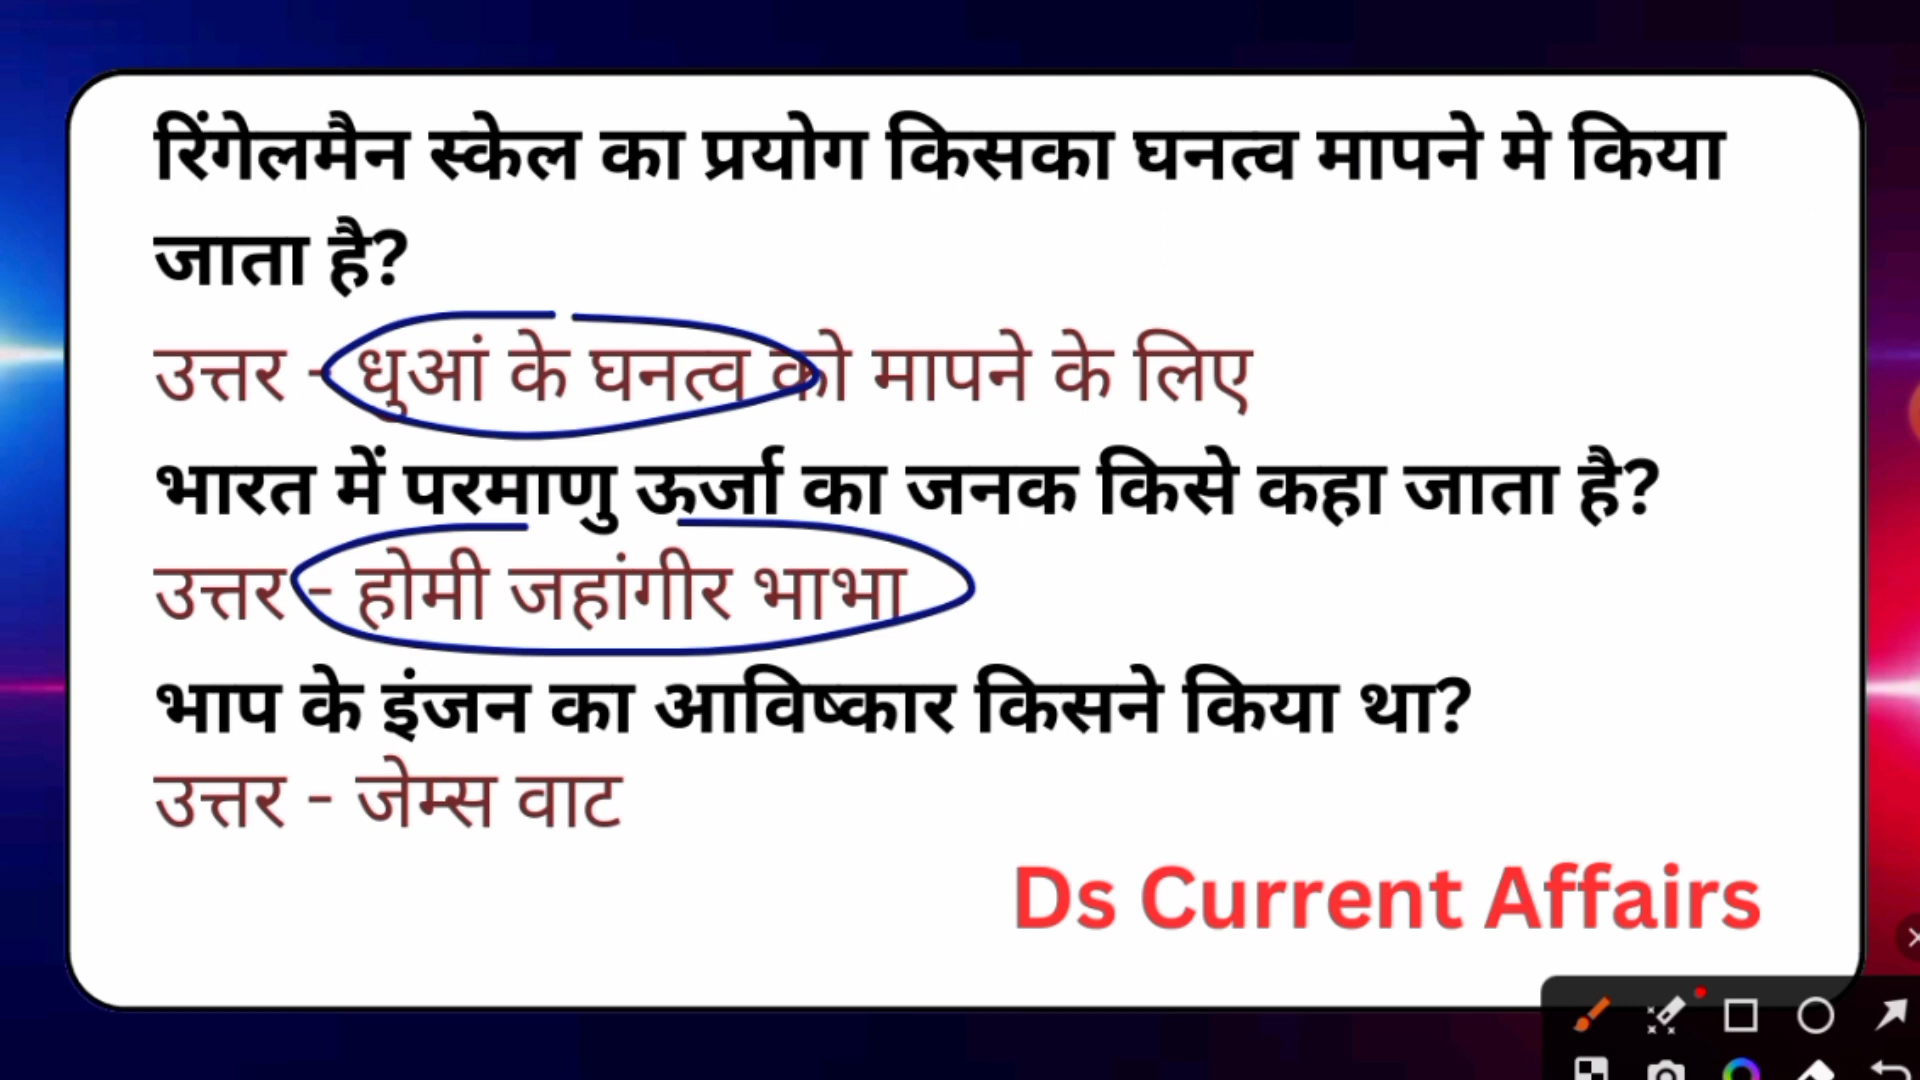 रिंगेलमैन स्केल का प्रयोग किसका घनत्व मापने मे किया
जाता है?
उत्तर - धुआं के घनत्व को मापने के लिए
भारत में परमाणु ऊर्जा का जनक किसे कहा जाता है?
उत्तर - होमी जहांगीर भाभा
भाप के इंजन का आविष्कार किसने किया था?
उत्तर - जेम्स वाट
Ds Current Affairs